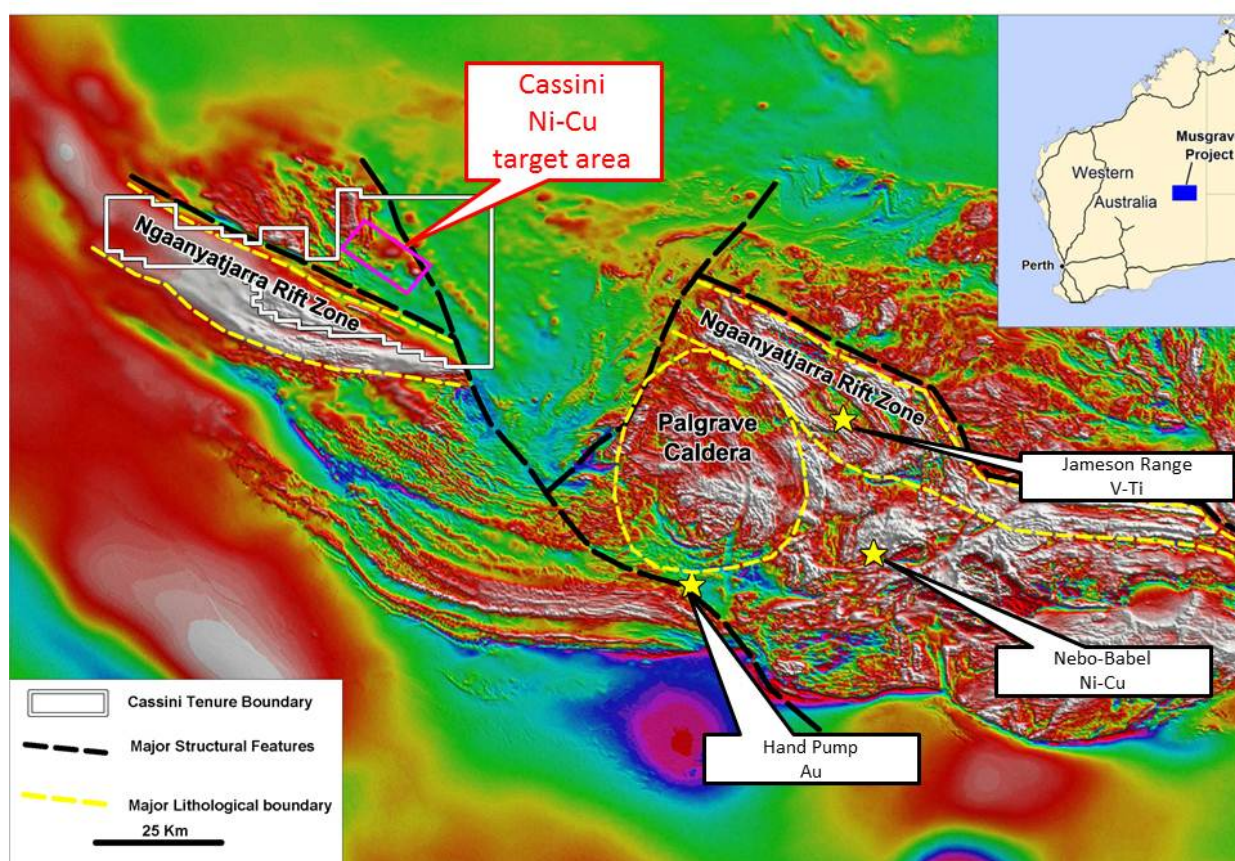 Cassini
Ni-Cu
target area
Musgrave
Project
Western
Australia
Perth
Ngaanyatjarra Rift Zone
Ngaanyatjarra Rift Zone
Palgrave
Caldera
Jameson Range
V-Ti
Nebo-Babel
Ni-Cu
Hand Pump
Au
Cassini Tenure Boundary
Major Structural Features
Major Lithological boundary
25 Km